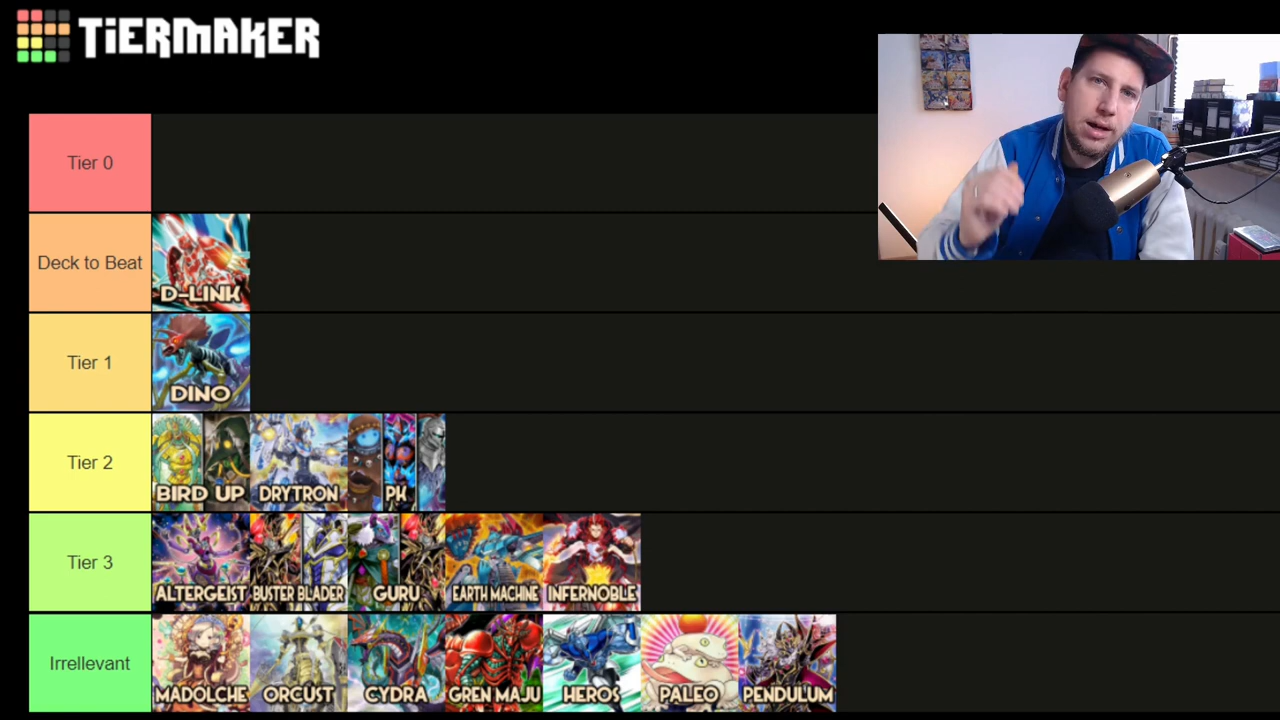 TiERMAKER
Tier 0
Deck to Beat
D-LINK
Tier 1
DINO
Tier 2
BIRD UP
DRYTRON
PK
Tier 3
ALTERGEIST
BUSTER BLADER
GURU
EARTH MACHINE
INFERNOBLE
Irrellevant
MADOLCHE
ORCUST
CYDRA
GREN MAJU
HEROS
PALEO
PENDULUM